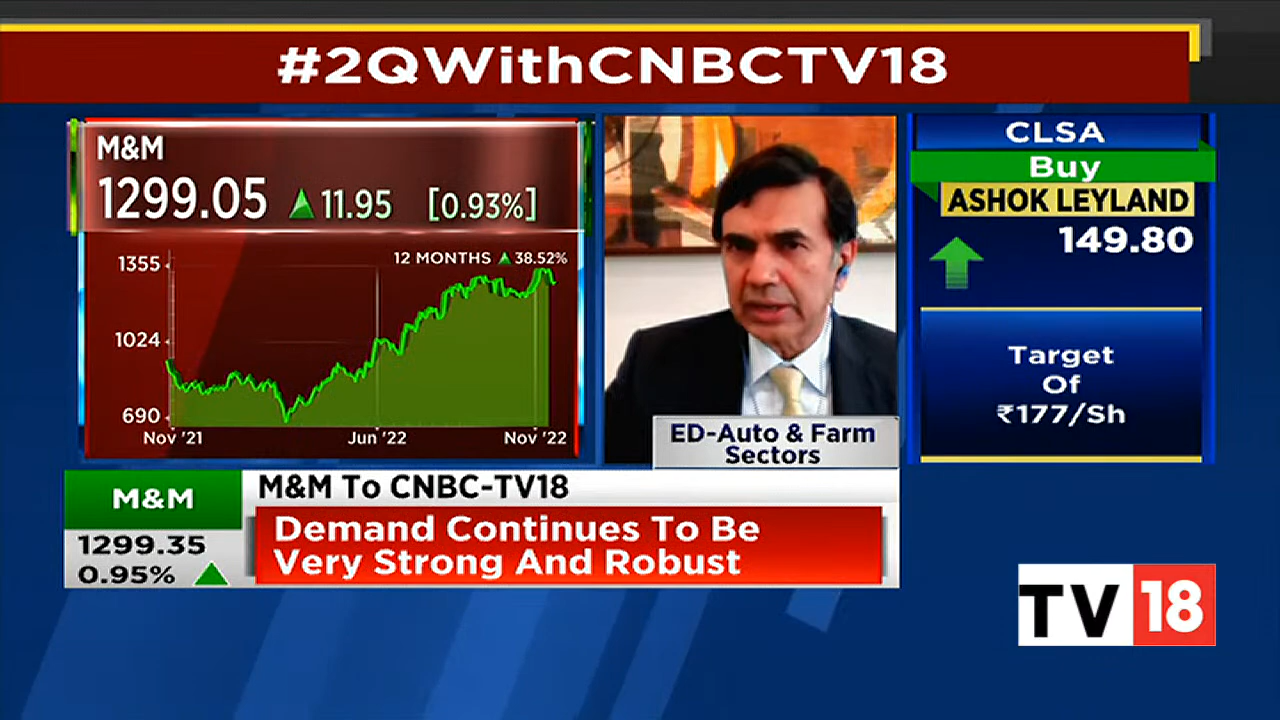 #2QWithCNBCTV18
M&M
1299.05 ▲ 11.95 [0.93%]
12 MONTHS ▲ 38.52%
1355
1024
690
Nov '21 Jun '22 Nov '22
ED-Auto & Farm
Sectors
CLSA
Buy
ASHOK LEYLAND
149.80
Target
Of
₹177/Sh
M&M
1299.35
0.95% ▲
M&M To CNBC-TV18
Demand Continues To Be
Very Strong And Robust
TV18